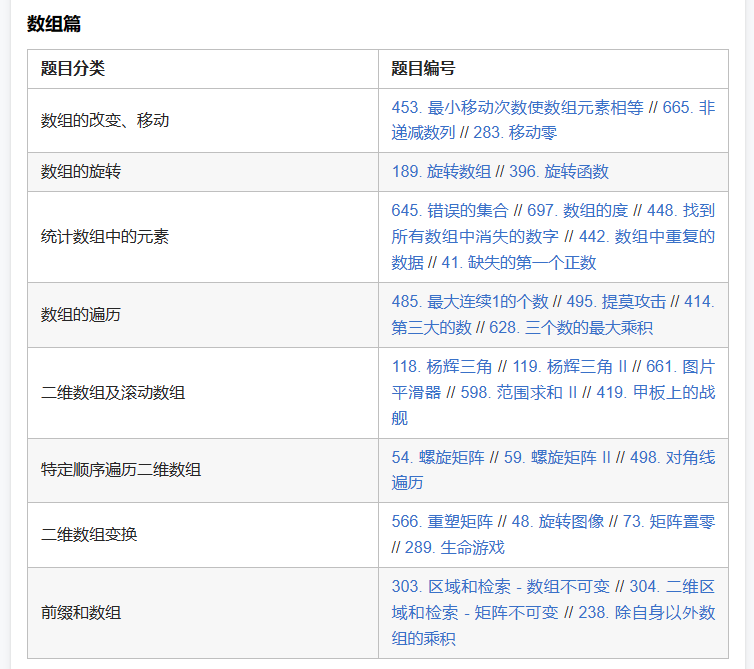 数组篇
题目分类 题目编号
数组的改变、移动 453. 最小移动次数使数组元素相等 // 665. 非
递减数列 // 283. 移动零
数组的旋转 189. 旋转数组 // 396. 旋转函数
645. 错误的集合 // 697. 数组的度 // 448. 找到
统计数组中的元素 所有数组中消失的数字 // 442. 数组中重复的
数据 // 41. 缺失的第一个正数
数组的遍历 485. 最大连续1的个数 // 495. 提莫攻击 // 414.
第三大的数 // 628. 三个数的最大乘积
118. 杨辉三角 // 119. 杨辉三角 II // 661. 图片
二维数组及滚动数组 平滑器 // 598. 范围求和 II // 419. 甲板上的战
舰
特定顺序遍历二维数组 54. 螺旋矩阵 // 59. 螺旋矩阵 II // 498. 对角线
遍历
二维数组变换 566. 重塑矩阵 // 48. 旋转图像 // 73. 矩阵置零
// 289. 生命游戏
303. 区域和检索 - 数组不可变 // 304. 二维区
前缀和数组 域和检索 - 矩阵不可变 // 238. 除自身以外数
组的乘积